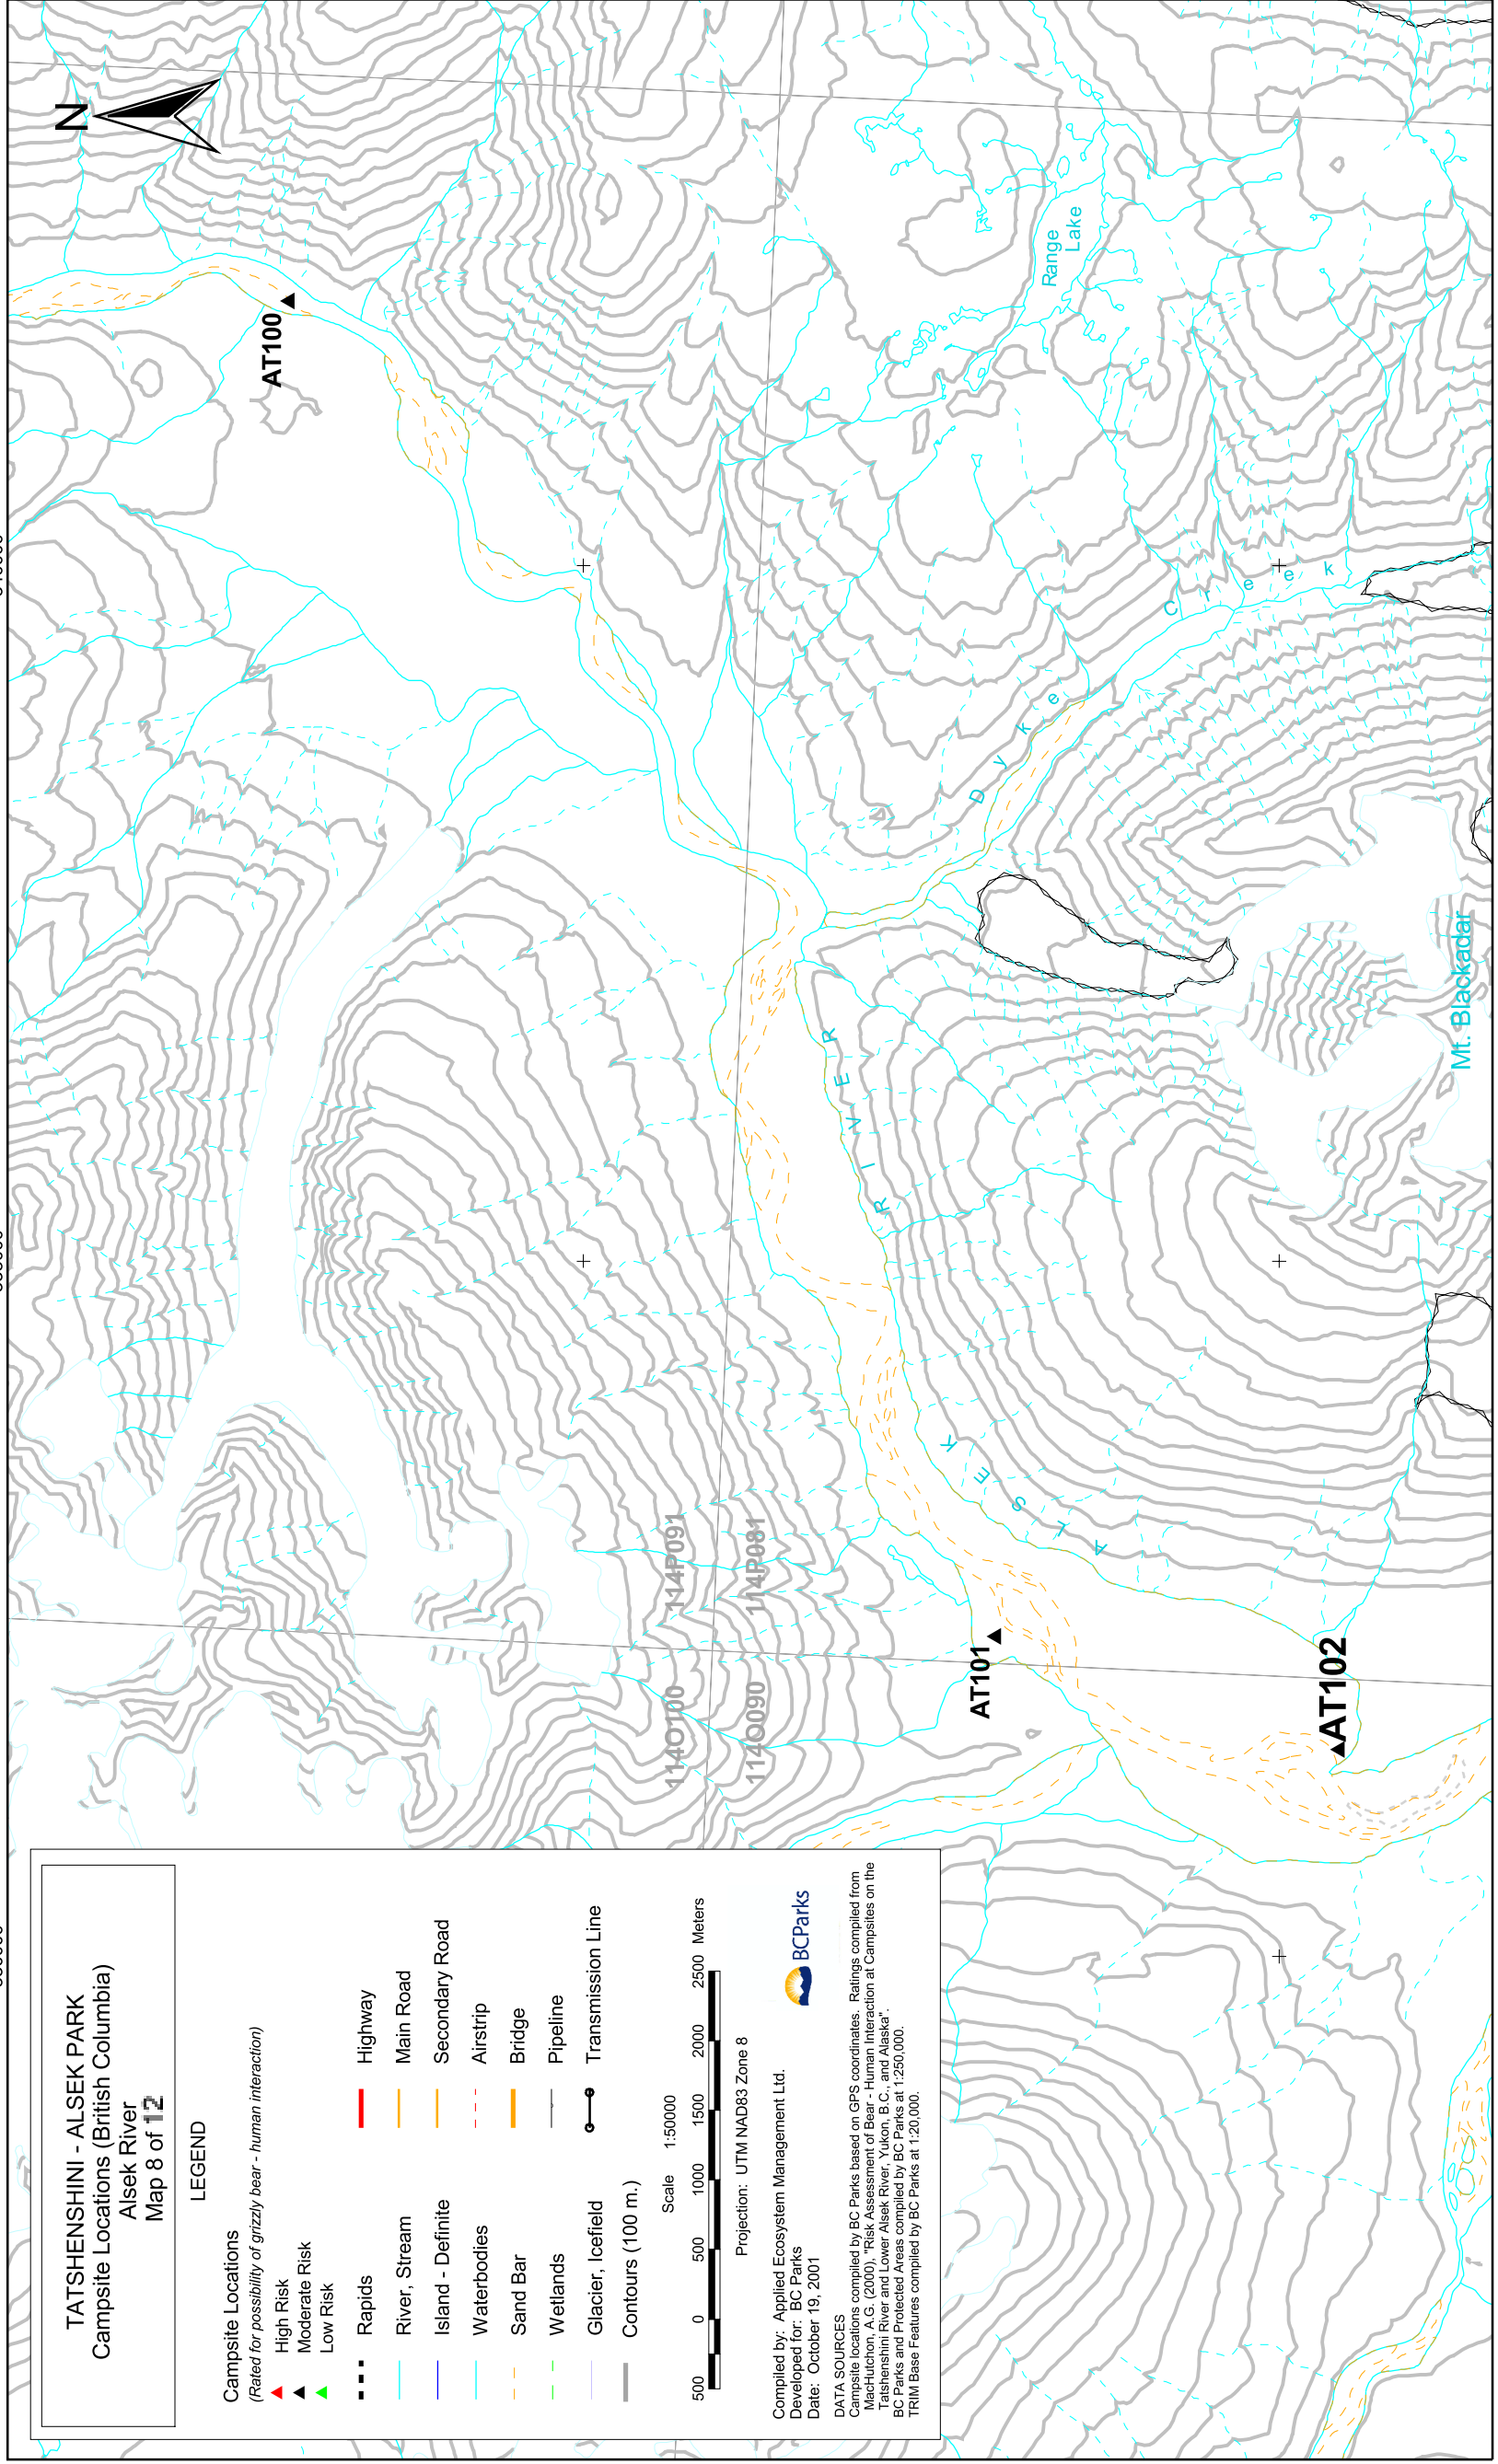 TATSHENSHINI - ALSEK PARK
Campsite Locations (British Columbia)
Alsek River
Map 8 of 12
LEGEND
Campsite Locations
(Rated for possibility of grizzly bear - human interaction)
High Risk
Moderate Risk
Low Risk
Rapids
River, Stream
Island - Definite
Waterbodies
Sand Bar
Wetlands
Glacier, Icefield
Contours (100 m.)
Highway
Main Road
Secondary Road
Airstrip
Bridge
Pipeline
Transmission Line
Scale 1:50000
500 0 500 1000 1500 2000 2500 Meters
Projection: UTM NAD83 Zone 8
Compiled by: Applied Ecosystem Management Ltd.
Developed for: BC Parks
Date: October 19, 2001
BCParks
DATA SOURCES
Campsite locations compiled by BC Parks based on GPS coordinates. Ratings compiled from
MacHutchon, A.G. (2000), "Risk Assessment of Bear - Human Interaction at Campsites on the
Tatshenshini River and Lower Alsek River, Yukon, B.C., and Alaska".
BC Parks and Protected Areas compiled by BC Parks at 1:250,000.
TRIM Base Features compiled by BC Parks at 1:20,000.
N
AT100
AT101
AT102
114O100
114P091
114O090
114P081
ALSEK RIVER
Dyke Creek
Range
Lake
Mt. Blackadar